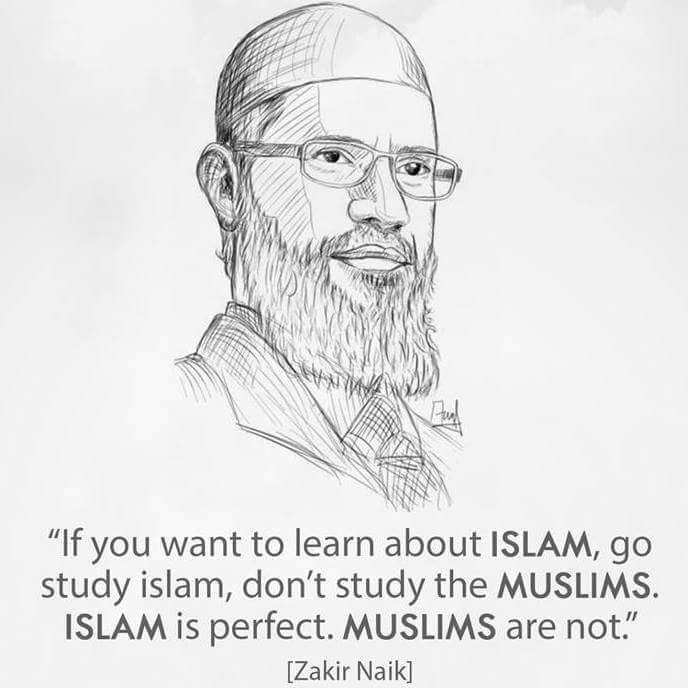 “If you want to learn about ISLAM, go
study islam, don’t study the MUSLIMS.
ISLAM is perfect. MUSLIMS are not.”
[Zakir Naik]